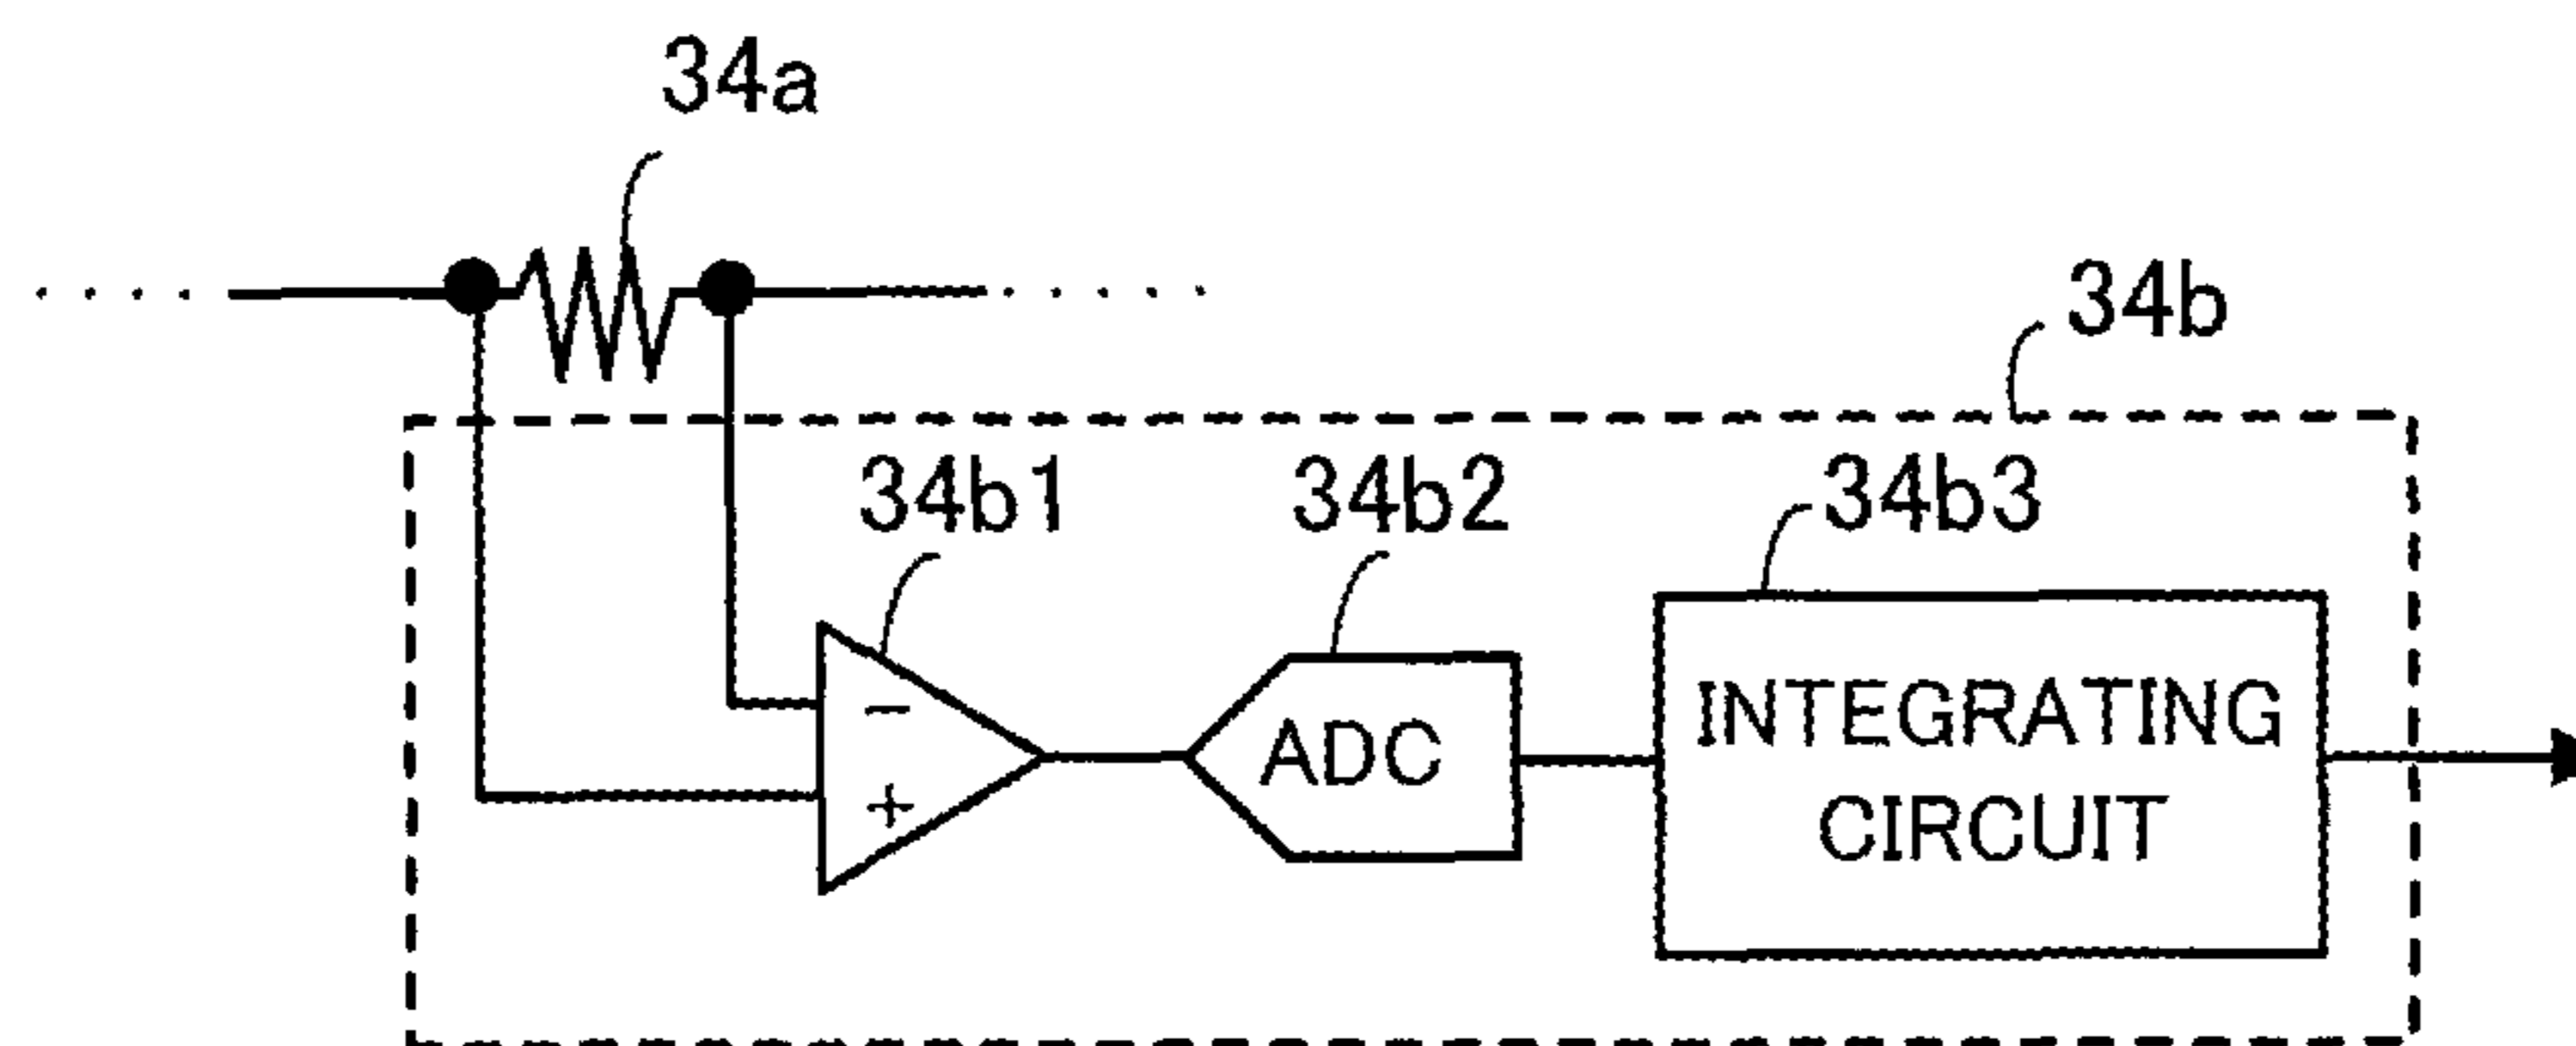 34a
34b
34b1
34b2
34b3
−
+
ADC
INTEGRATING
CIRCUIT